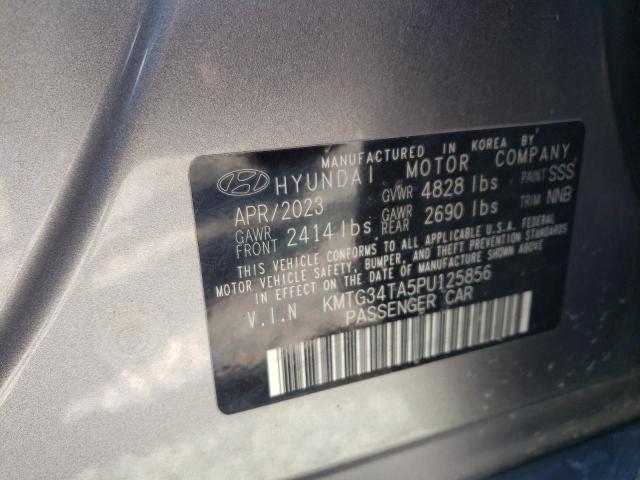 MANUFACTURED IN KOREA BY
HYUNDAI MOTOR COMPANY
APR/2023 GVWR 4828 lbs PAINT SSS
GAWR FRONT 2414 lbs GAWR REAR 2690 lbs TRIM NNB
THIS VEHICLE CONFORMS TO ALL APPLICABLE U.S.A. FEDERAL
MOTOR VEHICLE SAFETY, BUMPER, AND THEFT PREVENTION
STANDARDS IN EFFECT ON THE DATE OF MANUFACTURE SHOWN ABOVE
V.I.N KMTG34TA5PU125856
PASSENGER CAR